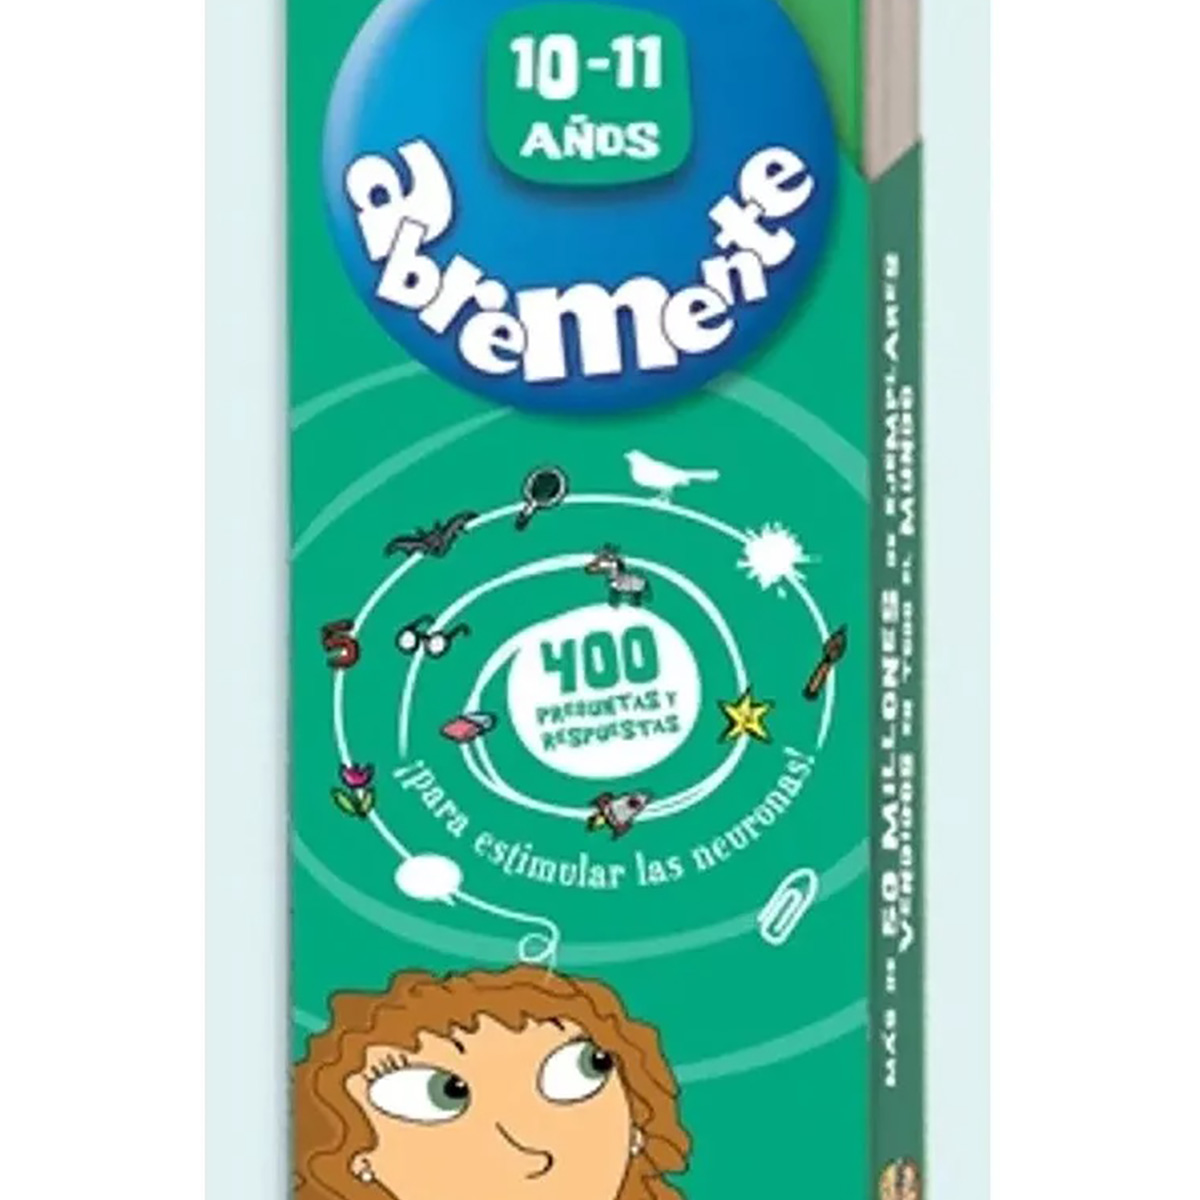 10-11
AÑOS
abremente
5
400
PREGUNTAS Y
RESPUESTAS
¡para estimular las neuronas!
MÁS DE 50 MILLONES DE EJEMPLARES
VENDIDOS EN TODO EL MUNDO